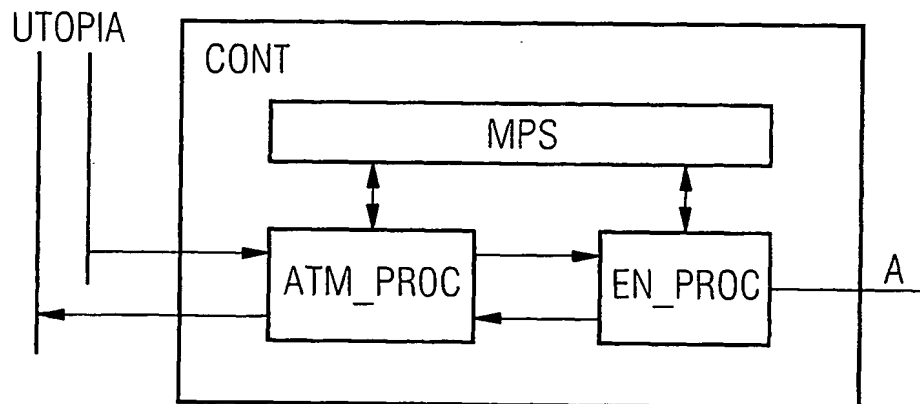 UTOPIA
CONT
MPS
ATM_PROC
EN_PROC
A